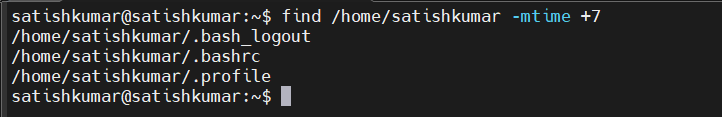 satishkumar@satishkumar:~$ find /home/satishkumar -mtime +7
/home/satishkumar/.bash_logout
/home/satishkumar/.bashrc
/home/satishkumar/.profile
satishkumar@satishkumar:~$